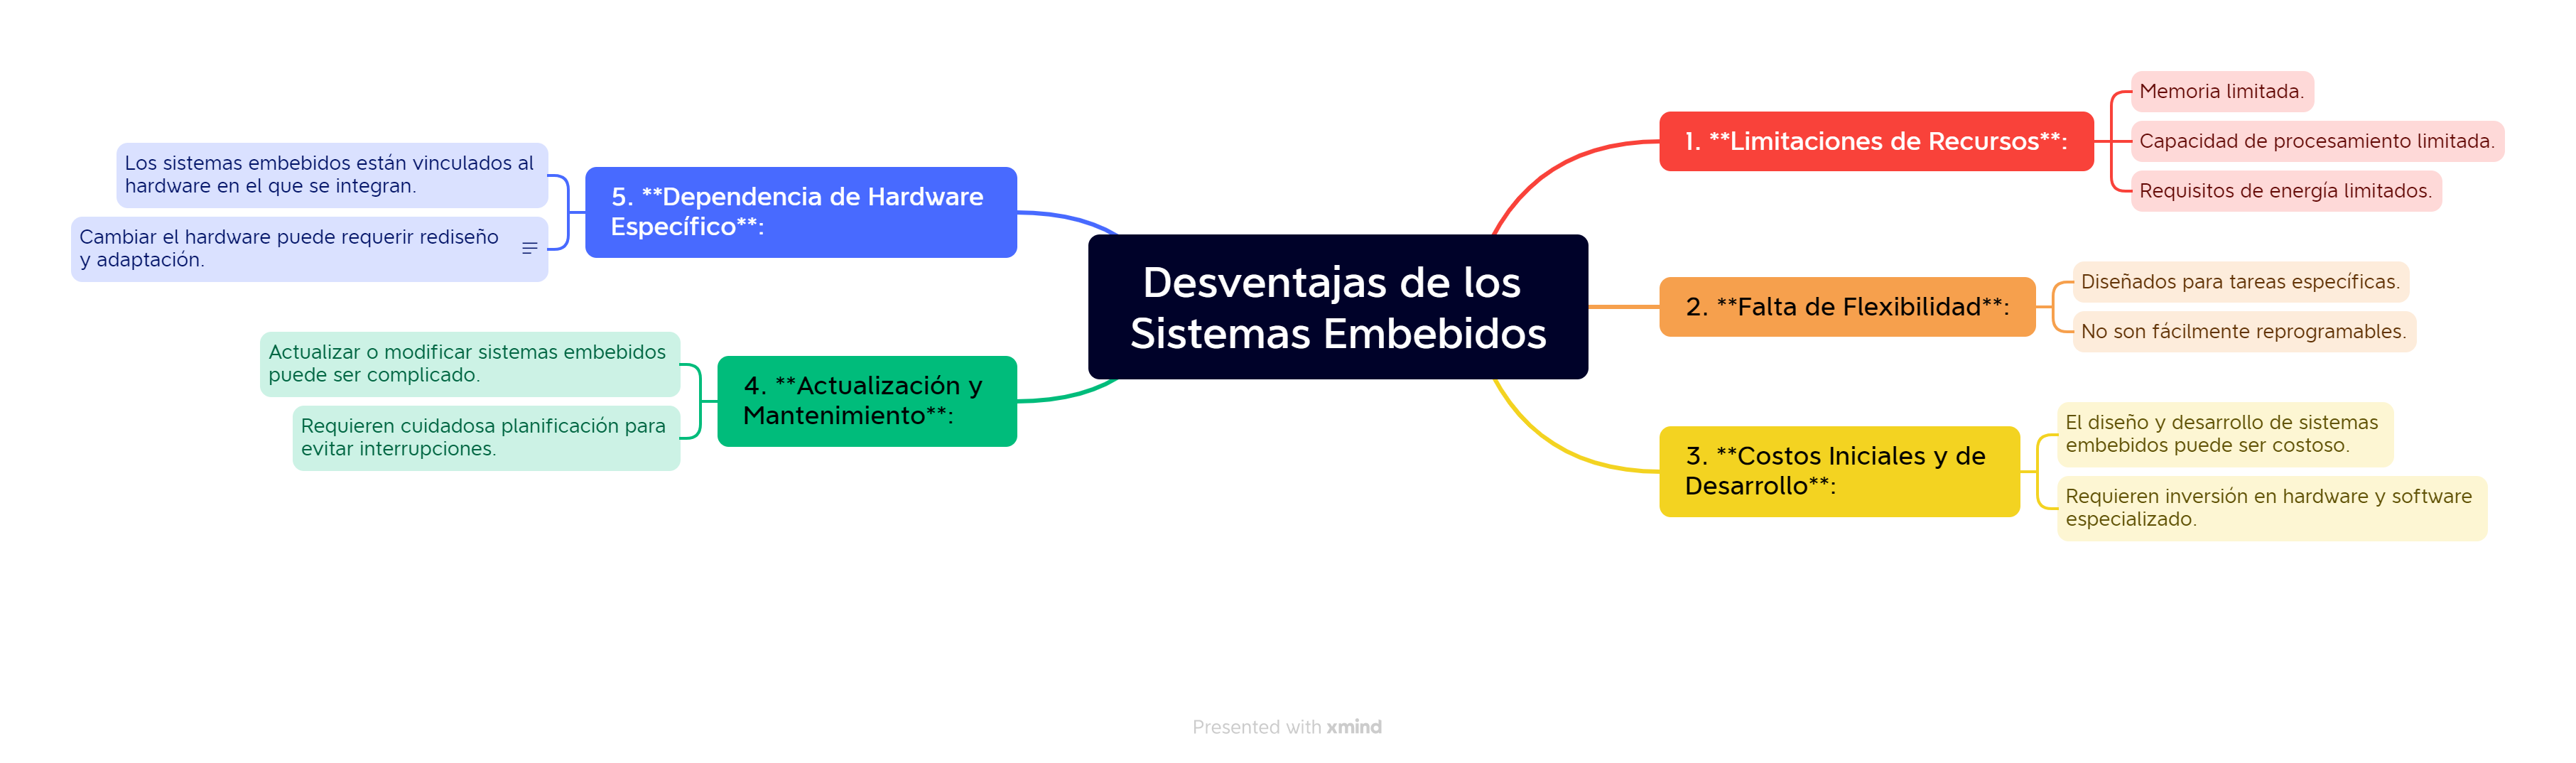 Desventajas de los
Sistemas Embebidos
1. **Limitaciones de Recursos**:
Memoria limitada.
Capacidad de procesamiento limitada.
Requisitos de energía limitados.
2. **Falta de Flexibilidad**:
Diseñados para tareas específicas.
No son fácilmente reprogramables.
3. **Costos Iniciales y de
Desarrollo**:
El diseño y desarrollo de sistemas
embebidos puede ser costoso.
Requieren inversión en hardware y software
especializado.
4. **Actualización y
Mantenimiento**:
Actualizar o modificar sistemas embebidos
puede ser complicado.
Requieren cuidadosa planificación para
evitar interrupciones.
5. **Dependencia de Hardware
Específico**:
Los sistemas embebidos están vinculados al
hardware en el que se integran.
Cambiar el hardware puede requerir rediseño
y adaptación.
Presented with xmind